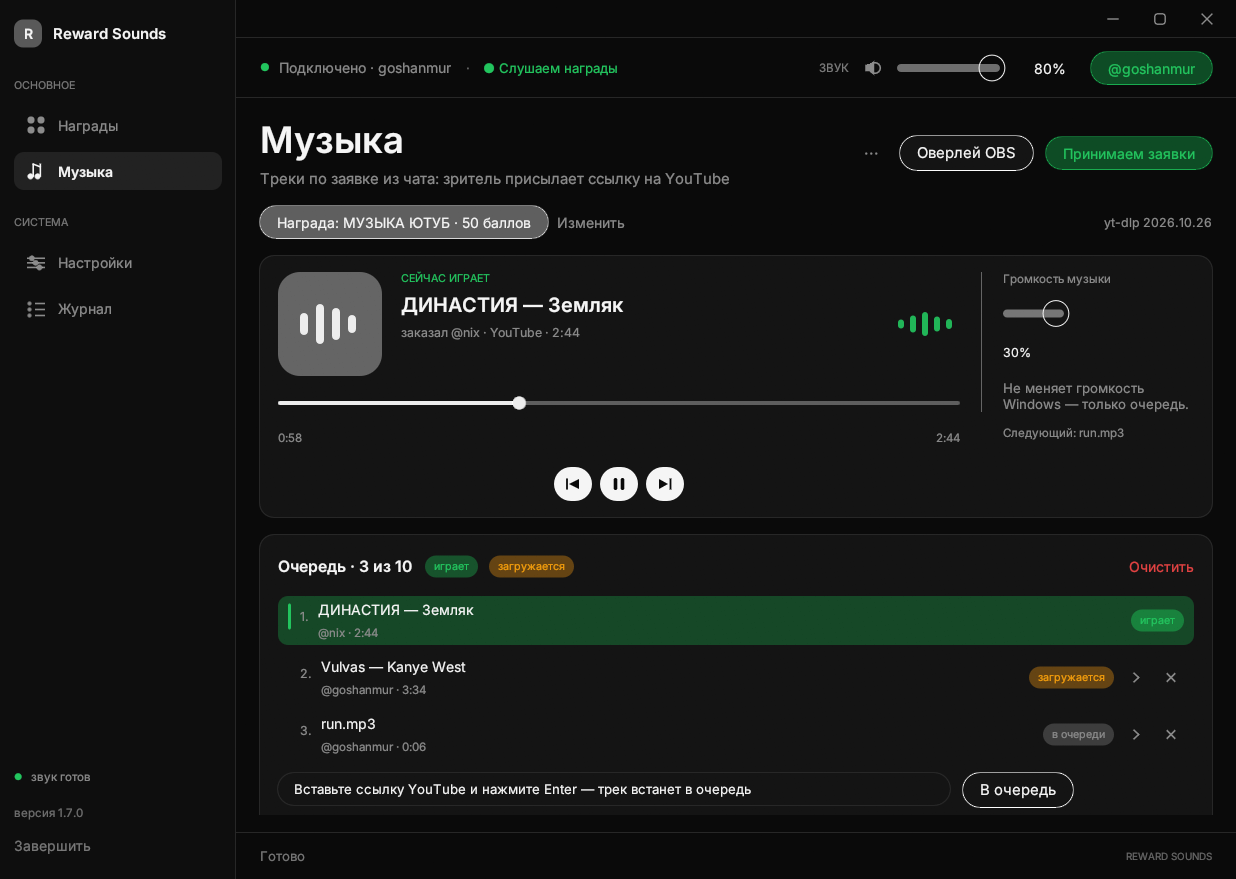 R Reward Sounds
ОСНОВНОЕ
Награды
Музыка
СИСТЕМА
Настройки
Журнал
звук готов
версия 1.7.0
Завершить
Подключено · goshanmur · Слушаем награды
ЗВУК 80% @goshanmur
Музыка
Треки по заявке из чата: зритель присылает ссылку на YouTube
... Оверлей OBS Принимаем заявки
Награда: МУЗЫКА ЮТУБ · 50 баллов Изменить yt-dlp 2026.10.26
СЕЙЧАС ИГРАЕТ
ДИНАСТИЯ — Земляк
заказал @nix · YouTube · 2:44
0:58 2:44
Громкость музыки
30%
Не меняет громкость
Windows — только очередь.
Следующий: run.mp3
Очередь · 3 из 10 играет загружается Очистить
1. ДИНАСТИЯ — Земляк
@nix · 2:44
играет
2. Vulvas — Kanye West
@goshanmur · 3:34
загружается
3. run.mp3
@goshanmur · 0:06
в очереди
Вставьте ссылку YouTube и нажмите Enter — трек встанет в очередь В очередь
Готово REWARD SOUNDS